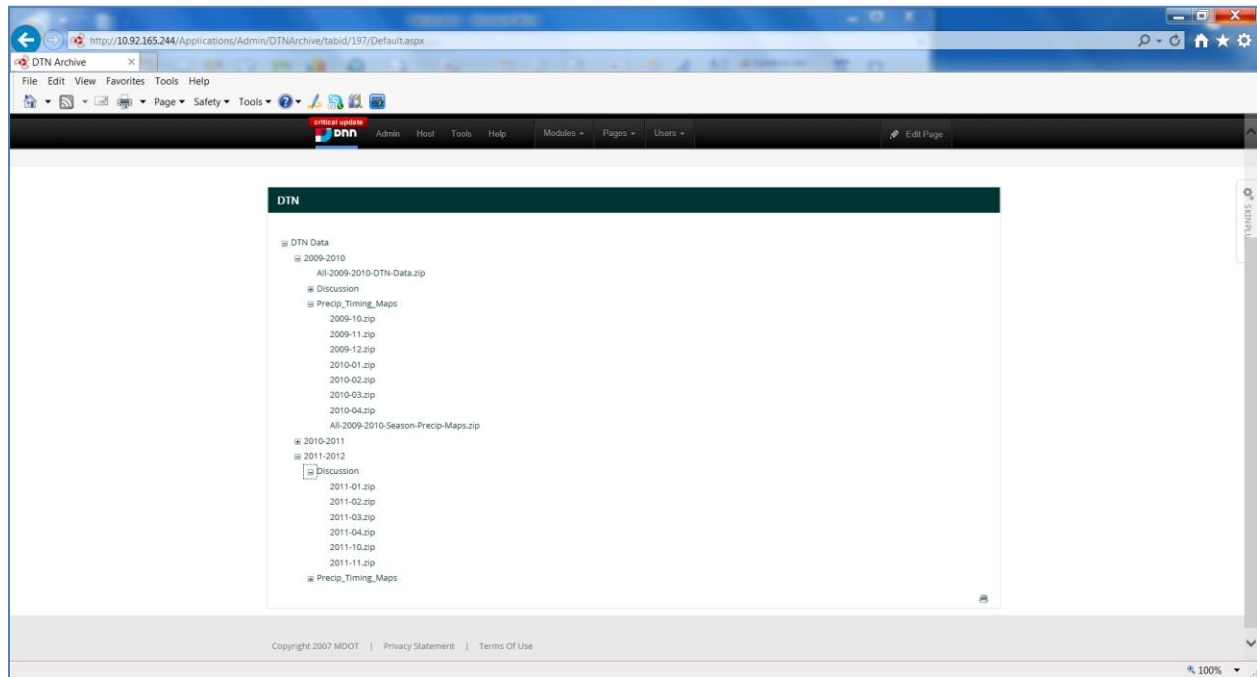 http://10.92.165.244/Applications/Admin/DTNArchive/tabid/197/Default.aspx
DTN Archive
File Edit View Favorites Tools Help
Page Safety Tools
critical update
DNN Admin Host Tools Help Modules Pages Users Edit Page
DTN
DTN Data
2009-2010
All-2009-2010-DTN-Data.zip
Discussion
Precip_Timing_Maps
2009-10.zip
2009-11.zip
2009-12.zip
2010-01.zip
2010-02.zip
2010-03.zip
2010-04.zip
All-2009-2010-Season-Precip-Maps.zip
2010-2011
2011-2012
Discussion
2011-01.zip
2011-02.zip
2011-03.zip
2011-04.zip
2011-10.zip
2011-11.zip
Precip_Timing_Maps
Copyright 2007 MDOT | Privacy Statement | Terms Of Use
100%